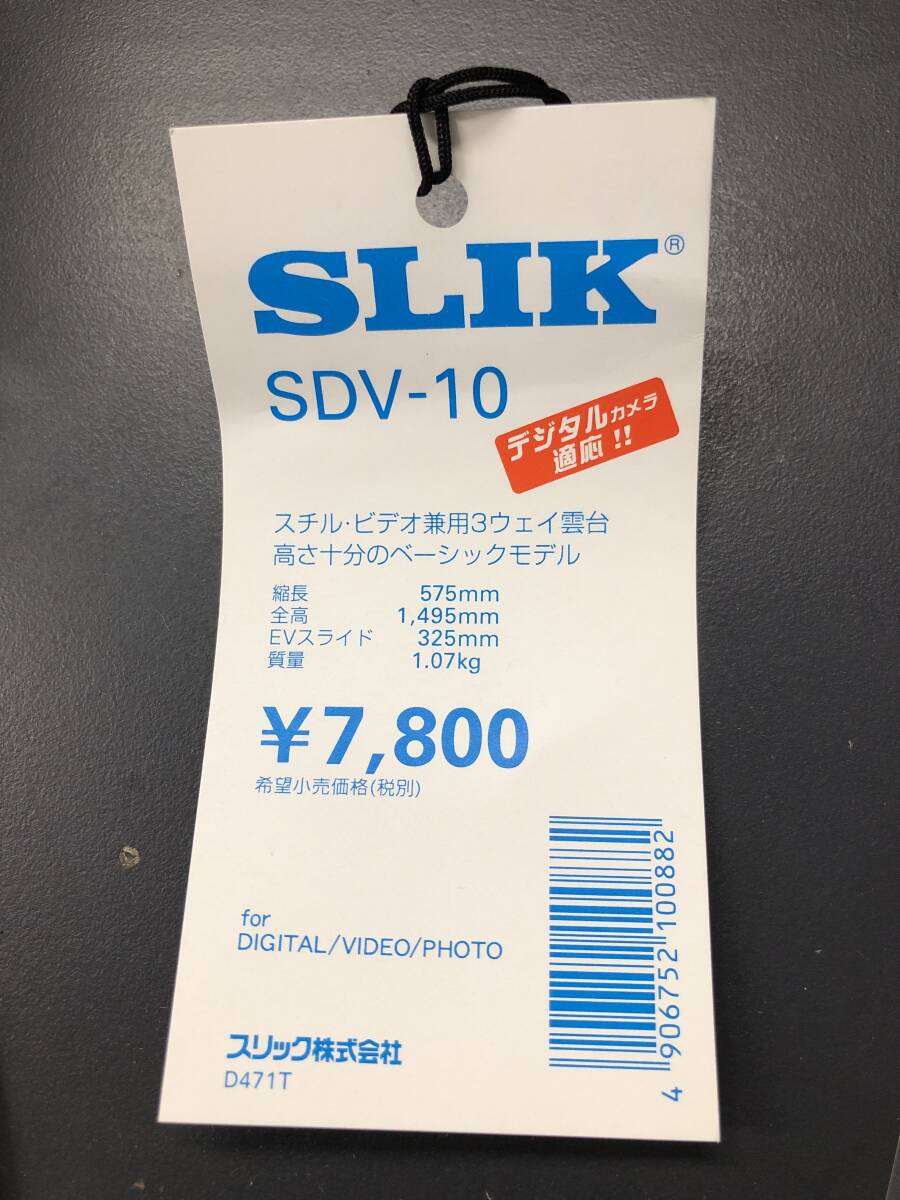 SLIK®
SDV-10
デジタルカメラ
適応!!
スチル・ビデオ兼用3ウェイ雲台
高さ十分のベーシックモデル
縮長 575mm
全高 1,495mm
EVスライド 325mm
質量 1.07kg
¥7,800
希望小売価格(税別)
for
DIGITAL/VIDEO/PHOTO
スリック株式会社
D471T
4 906752 100882